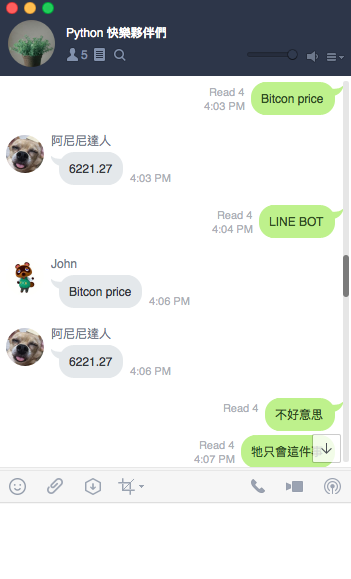 Python 快樂夥伴們
5
Read 4
4:03 PM
Bitcon price
阿尼尼達人
6221.27
4:03 PM
Read 4
4:04 PM
LINE BOT
John
Bitcon price
4:06 PM
阿尼尼達人
6221.27
4:06 PM
Read 4
不好意思
Read 4
4:07 PM
牠只會這件事